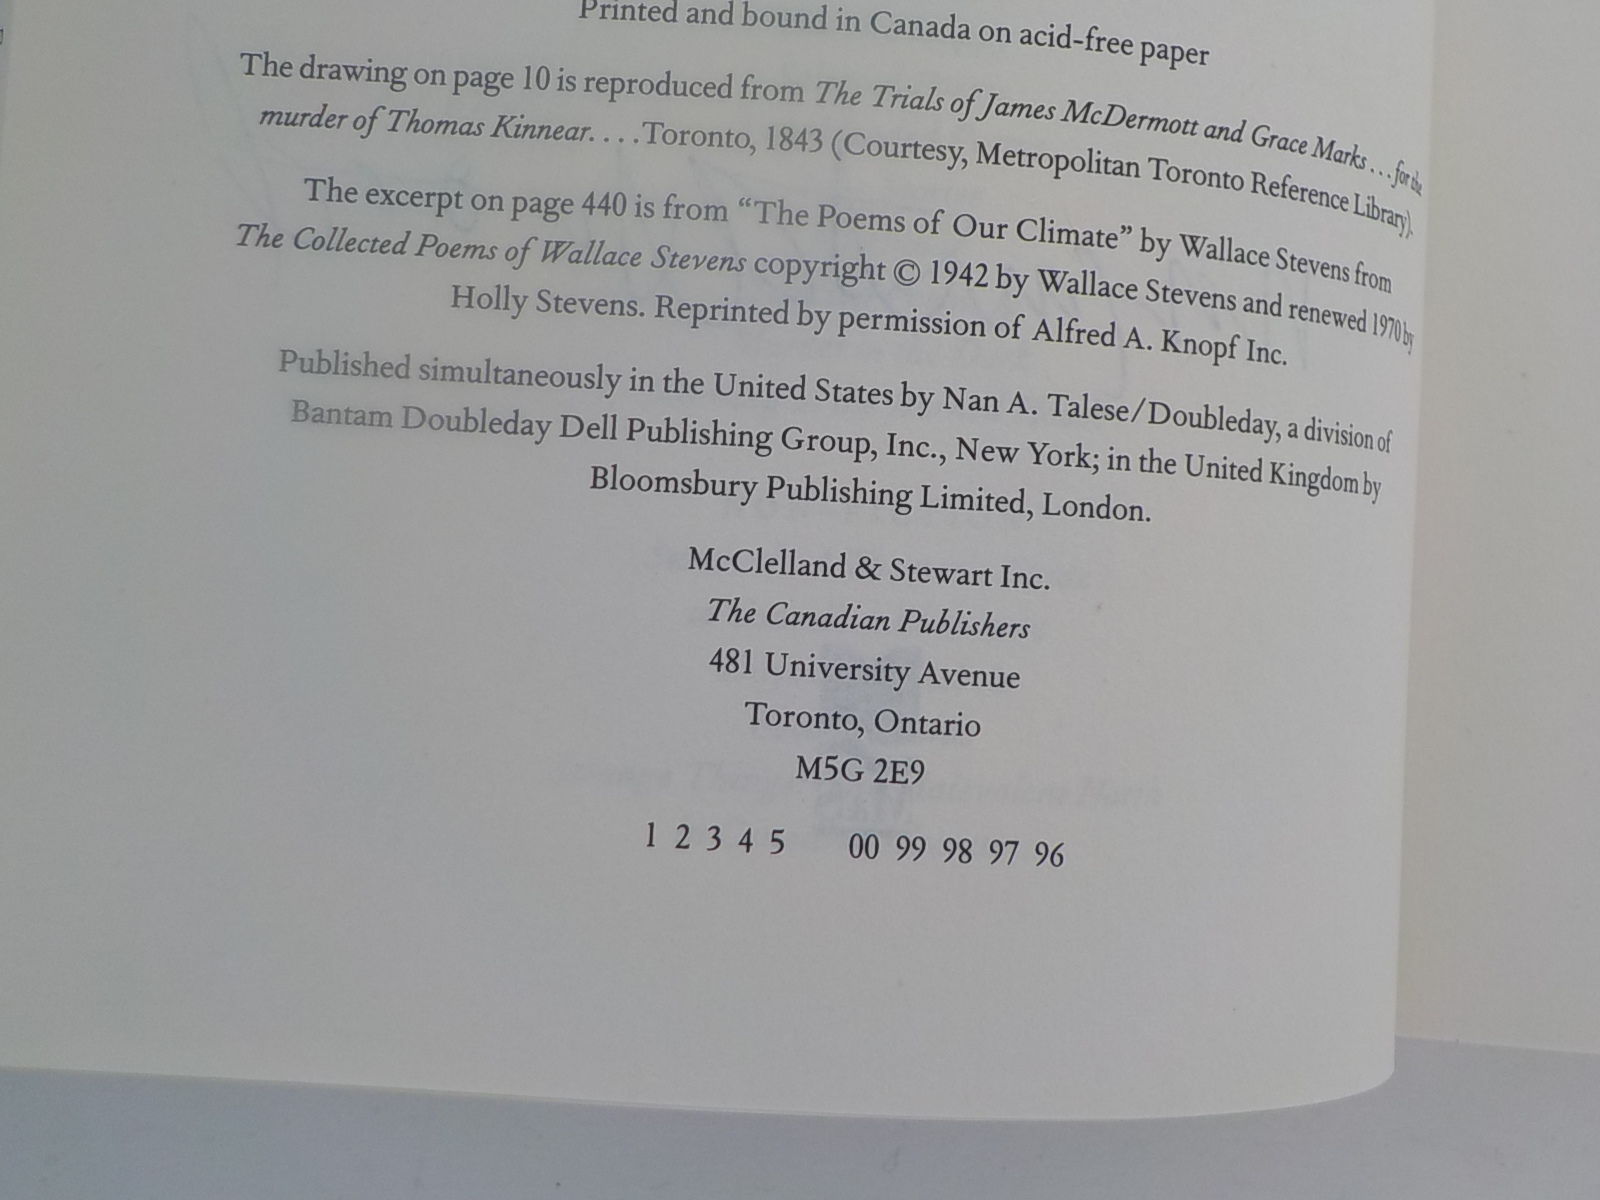 Printed and bound in Canada on acid-free paper
The drawing on page 10 is reproduced from The Trials of James McDermott and Grace Marks . . . for the
murder of Thomas Kinnear. . . . Toronto, 1843 (Courtesy, Metropolitan Toronto Reference Library).
The excerpt on page 440 is from “The Poems of Our Climate” by Wallace Stevens from
The Collected Poems of Wallace Stevens copyright © 1942 by Wallace Stevens and renewed 1970 by
Holly Stevens. Reprinted by permission of Alfred A. Knopf Inc.
Published simultaneously in the United States by Nan A. Talese/Doubleday, a division of
Bantam Doubleday Dell Publishing Group, Inc., New York; in the United Kingdom by
Bloomsbury Publishing Limited, London.
McClelland & Stewart Inc.
The Canadian Publishers
481 University Avenue
Toronto, Ontario
M5G 2E9
1 2 3 4 5 00 99 98 97 96